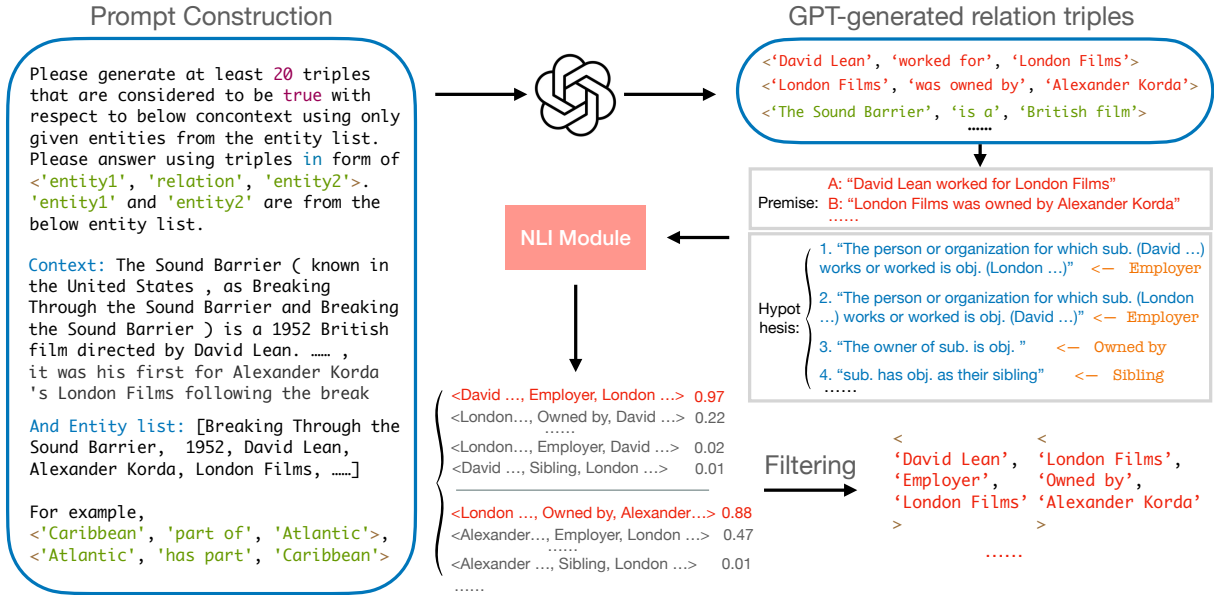 Prompt Construction
Please generate at least 20 triples
that are considered to be true with
respect to below concontext using only
given entities from the entity list.
Please answer using triples in form of
<'entity1', 'relation', 'entity2'>.
'entity1' and 'entity2' are from the
below entity list.
Context: The Sound Barrier ( known in
the United States , as Breaking
Through the Sound Barrier and Breaking
the Sound Barrier ) is a 1952 British
film directed by David Lean. …… ,
it was his first for Alexander Korda
's London Films following the break
And Entity list: [Breaking Through the
Sound Barrier, 1952, David Lean,
Alexander Korda, London Films, ……]
For example,
<'Caribbean', 'part of', 'Atlantic'>,
<'Atlantic', 'has part', 'Caribbean'>
GPT-generated relation triples
<‘David Lean’, ‘worked for’, ‘London Films’>
<‘London Films’, ‘was owned by’, ‘Alexander Korda’>
<‘The Sound Barrier’, ‘is a’, ‘British film’>
……
Premise:
A: “David Lean worked for London Films”
B: “London Films was owned by Alexander Korda”
……
NLI Module
Hypot
hesis:
1. “The person or organization for which sub. (David …)
works or worked is obj. (London …)” <— Employer
2. “The person or organization for which sub. (London
…) works or worked is obj. (David …)” <— Employer
3. “The owner of sub. is obj. ” <— Owned by
4. “sub. has obj. as their sibling” <— Sibling
……
<David …, Employer, London …> 0.97
<London…, Owned by, David …> 0.22
……
<London…, Employer, David …> 0.02
<David …, Sibling, London …> 0.01
<London …, Owned by, Alexander…> 0.88
<Alexander…, Employer, London …> 0.47
……
<Alexander …, Sibling, London …> 0.01
……
Filtering
<
‘David Lean’,
‘Employer’,
‘London Films’
>
<
‘London Films’,
‘Owned by’,
‘Alexander Korda’
>
……